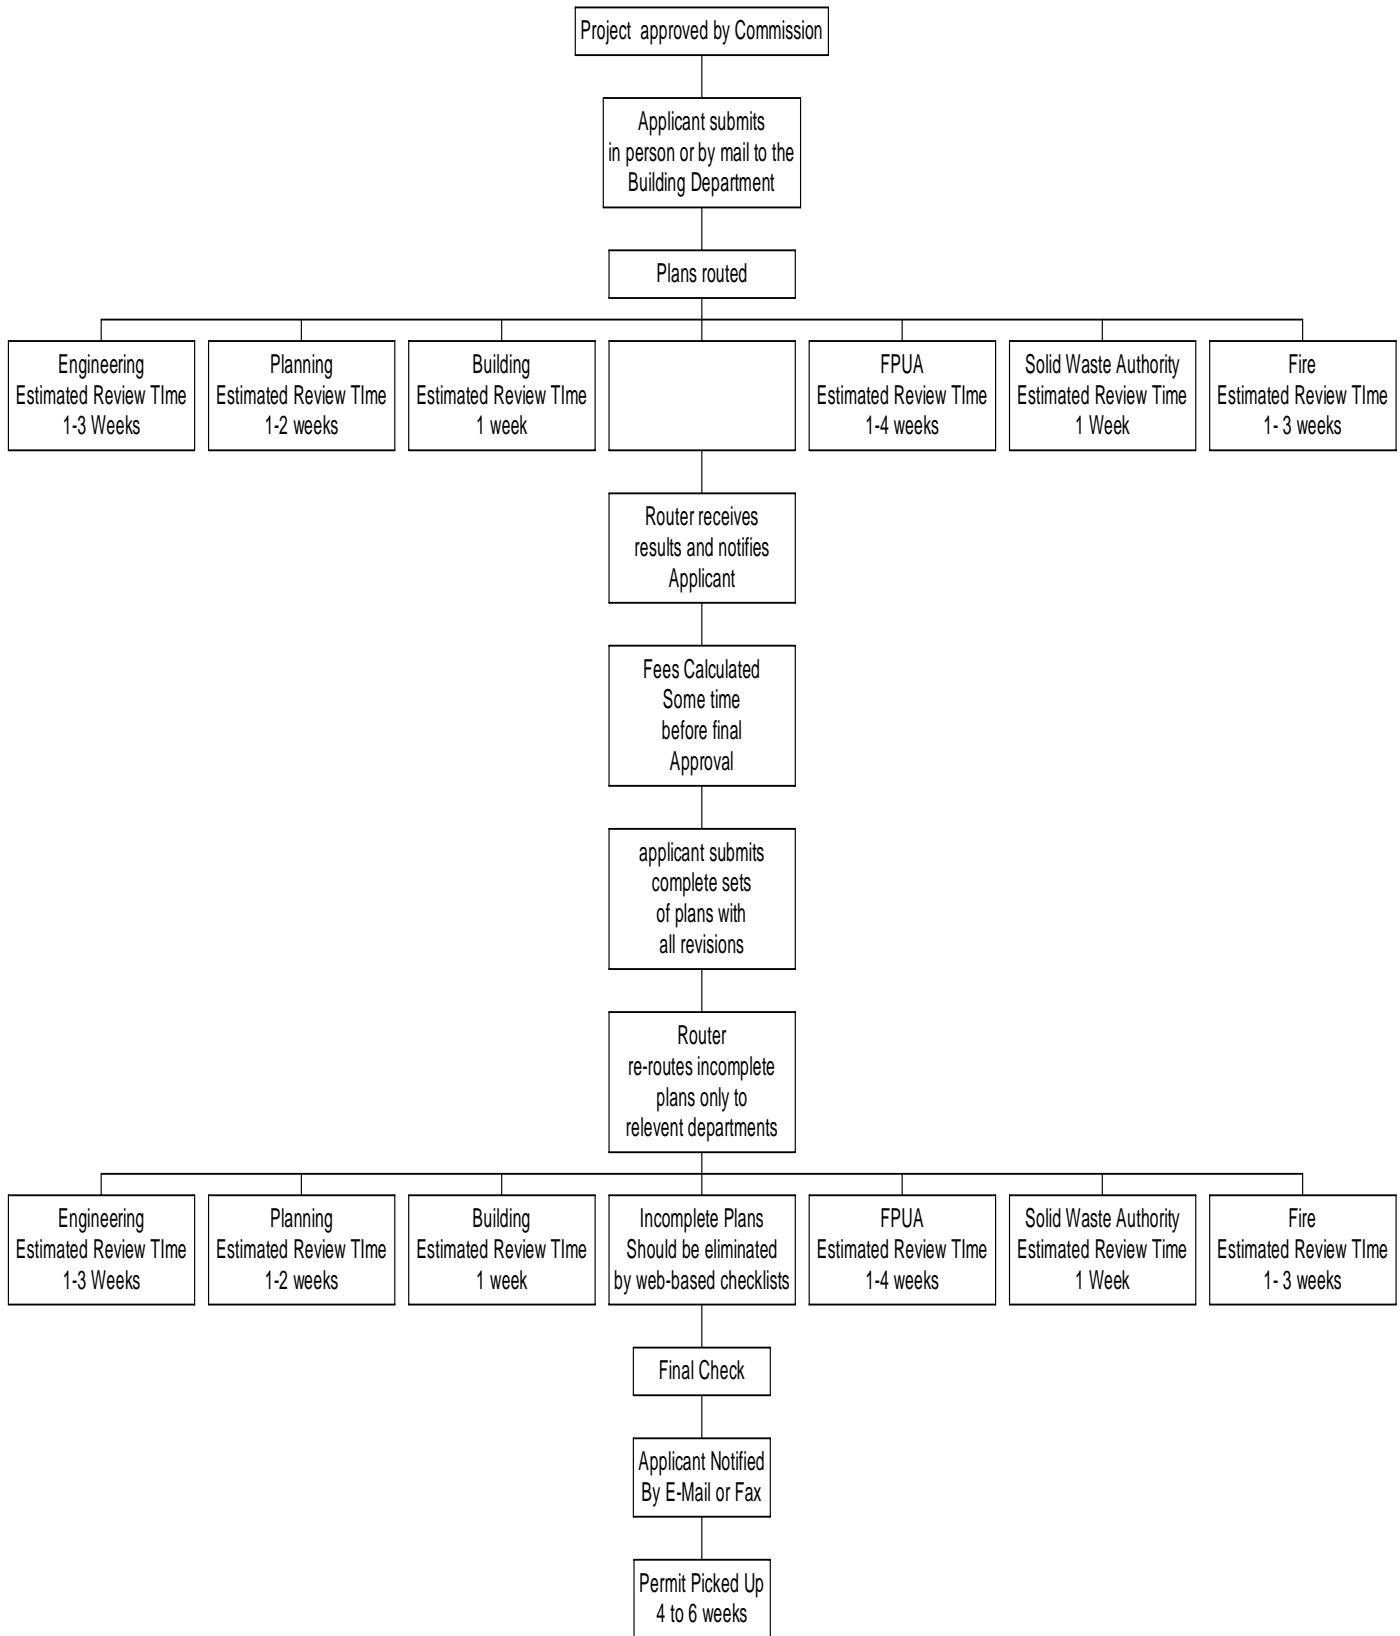 Project approved by Commission
Applicant submits
in person or by mail to the
Building Department
Plans routed
Engineering
Estimated Review TIme
1-3 Weeks
Planning
Estimated Review TIme
1-2 weeks
Building
Estimated Review TIme
1 week
FPUA
Estimated Review TIme
1-4 weeks
Solid Waste Authority
Estimated Review Time
1 Week
Fire
Estimated Review TIme
1- 3 weeks
Router receives
results and notifies
Applicant
Fees Calculated
Some time
before final
Approval
applicant submits
complete sets
of plans with
all revisions
Router
re-routes incomplete
plans only to
relevent departments
Engineering
Estimated Review TIme
1-3 Weeks
Planning
Estimated Review TIme
1-2 weeks
Building
Estimated Review TIme
1 week
Incomplete Plans
Should be eliminated
by web-based checklists
FPUA
Estimated Review TIme
1-4 weeks
Solid Waste Authority
Estimated Review Time
1 Week
Fire
Estimated Review TIme
1- 3 weeks
Final Check
Applicant Notified
By E-Mail or Fax
Permit Picked Up
4 to 6 weeks